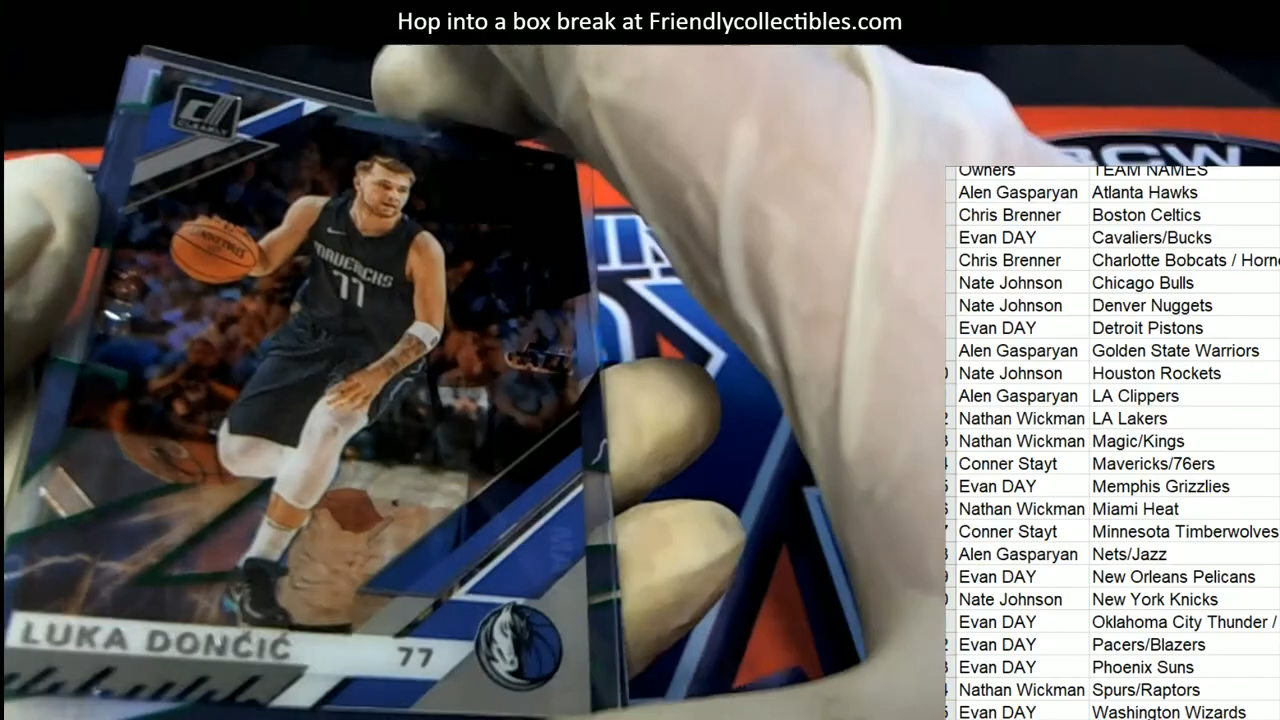 Hop into a box break at Friendlycollectibles.com
CLEARLY
MAVERICKS
77
LUKA DONČIĆ
77
Owners TEAM NAMES
Alen Gasparyan Atlanta Hawks
Chris Brenner Boston Celtics
Evan DAY Cavaliers/Bucks
Chris Brenner Charlotte Bobcats / Horne
Nate Johnson Chicago Bulls
Nate Johnson Denver Nuggets
Evan DAY Detroit Pistons
Alen Gasparyan Golden State Warriors
Nate Johnson Houston Rockets
Alen Gasparyan LA Clippers
Nathan Wickman LA Lakers
Nathan Wickman Magic/Kings
Conner Stayt Mavericks/76ers
Evan DAY Memphis Grizzlies
Nathan Wickman Miami Heat
Conner Stayt Minnesota Timberwolves
Alen Gasparyan Nets/Jazz
Evan DAY New Orleans Pelicans
Nate Johnson New York Knicks
Evan DAY Oklahoma City Thunder /
Evan DAY Pacers/Blazers
Evan DAY Phoenix Suns
Nathan Wickman Spurs/Raptors
Evan DAY Washington Wizards